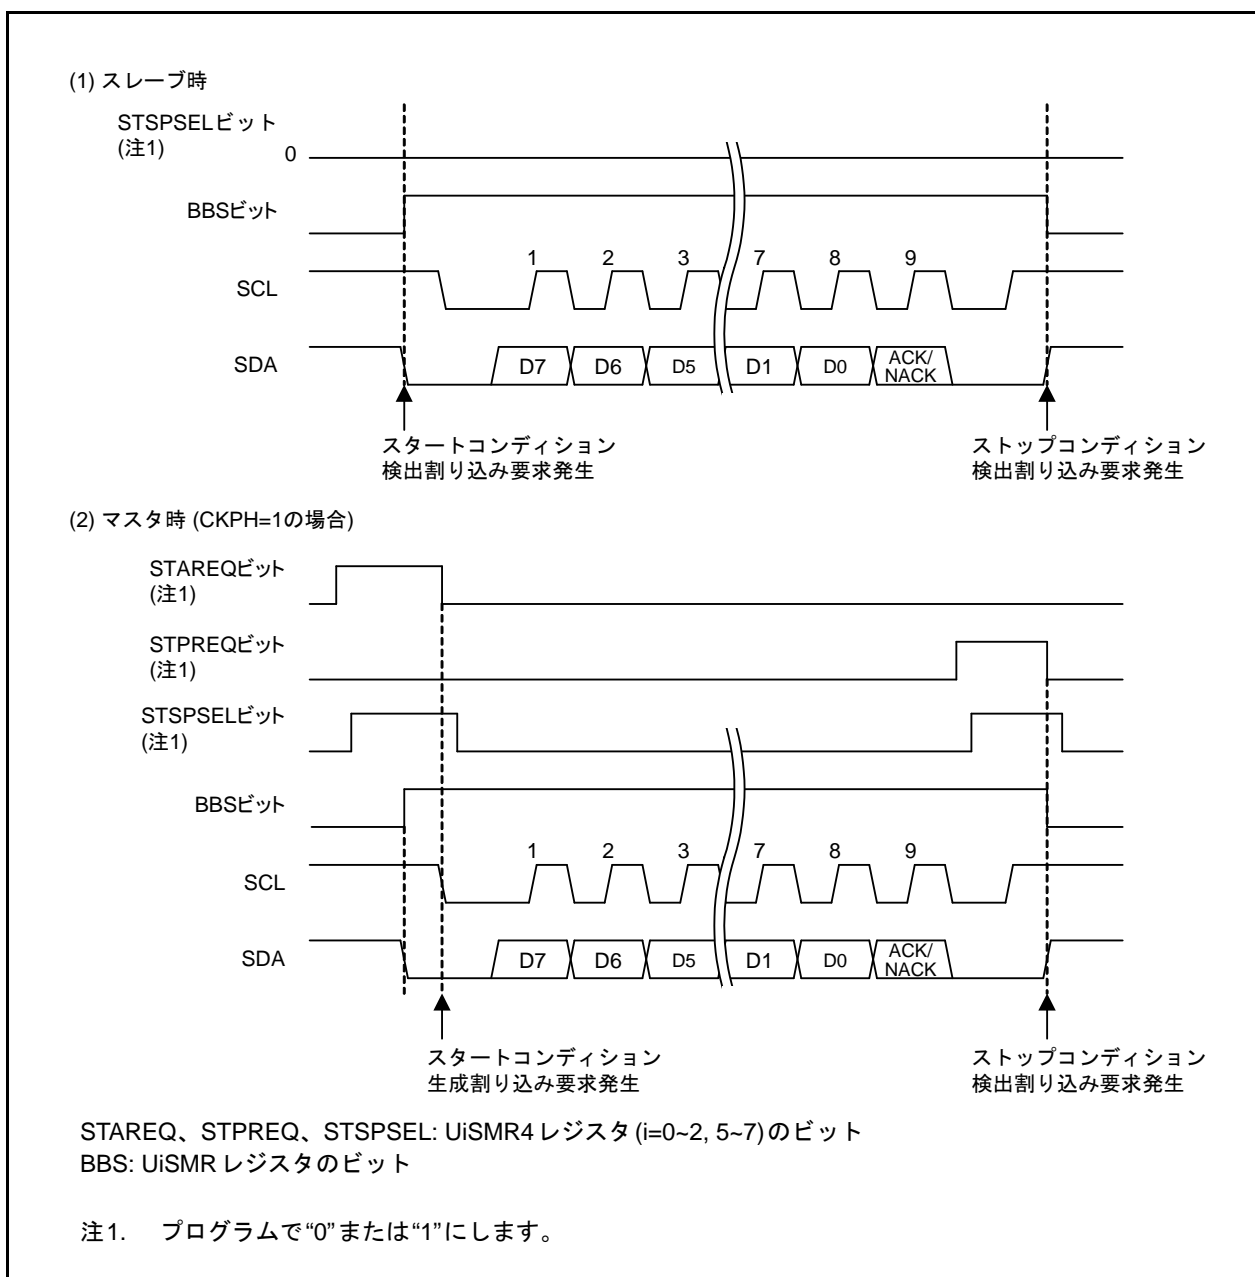 (1) スレーブ時
STSPSELビット
(注1)
0
BBSビット
1 2 3 7 8 9
SCL
SDA
D7 D6 D5 D1 D0 ACK/
NACK
スタートコンディション
検出割り込み要求発生
ストップコンディション
検出割り込み要求発生
(2) マスタ時 (CKPH=1の場合)
STAREQビット
(注1)
STPREQビット
(注1)
STSPSELビット
(注1)
BBSビット
1 2 3 7 8 9
SCL
SDA
D7 D6 D5 D1 D0 ACK/
NACK
スタートコンディション
生成割り込み要求発生
ストップコンディション
検出割り込み要求発生
STAREQ、STPREQ、STSPSEL: UiSMR4レジスタ(i=0~2, 5~7)のビット
BBS: UiSMRレジスタのビット
注1. プログラムで“0”または“1”にします。